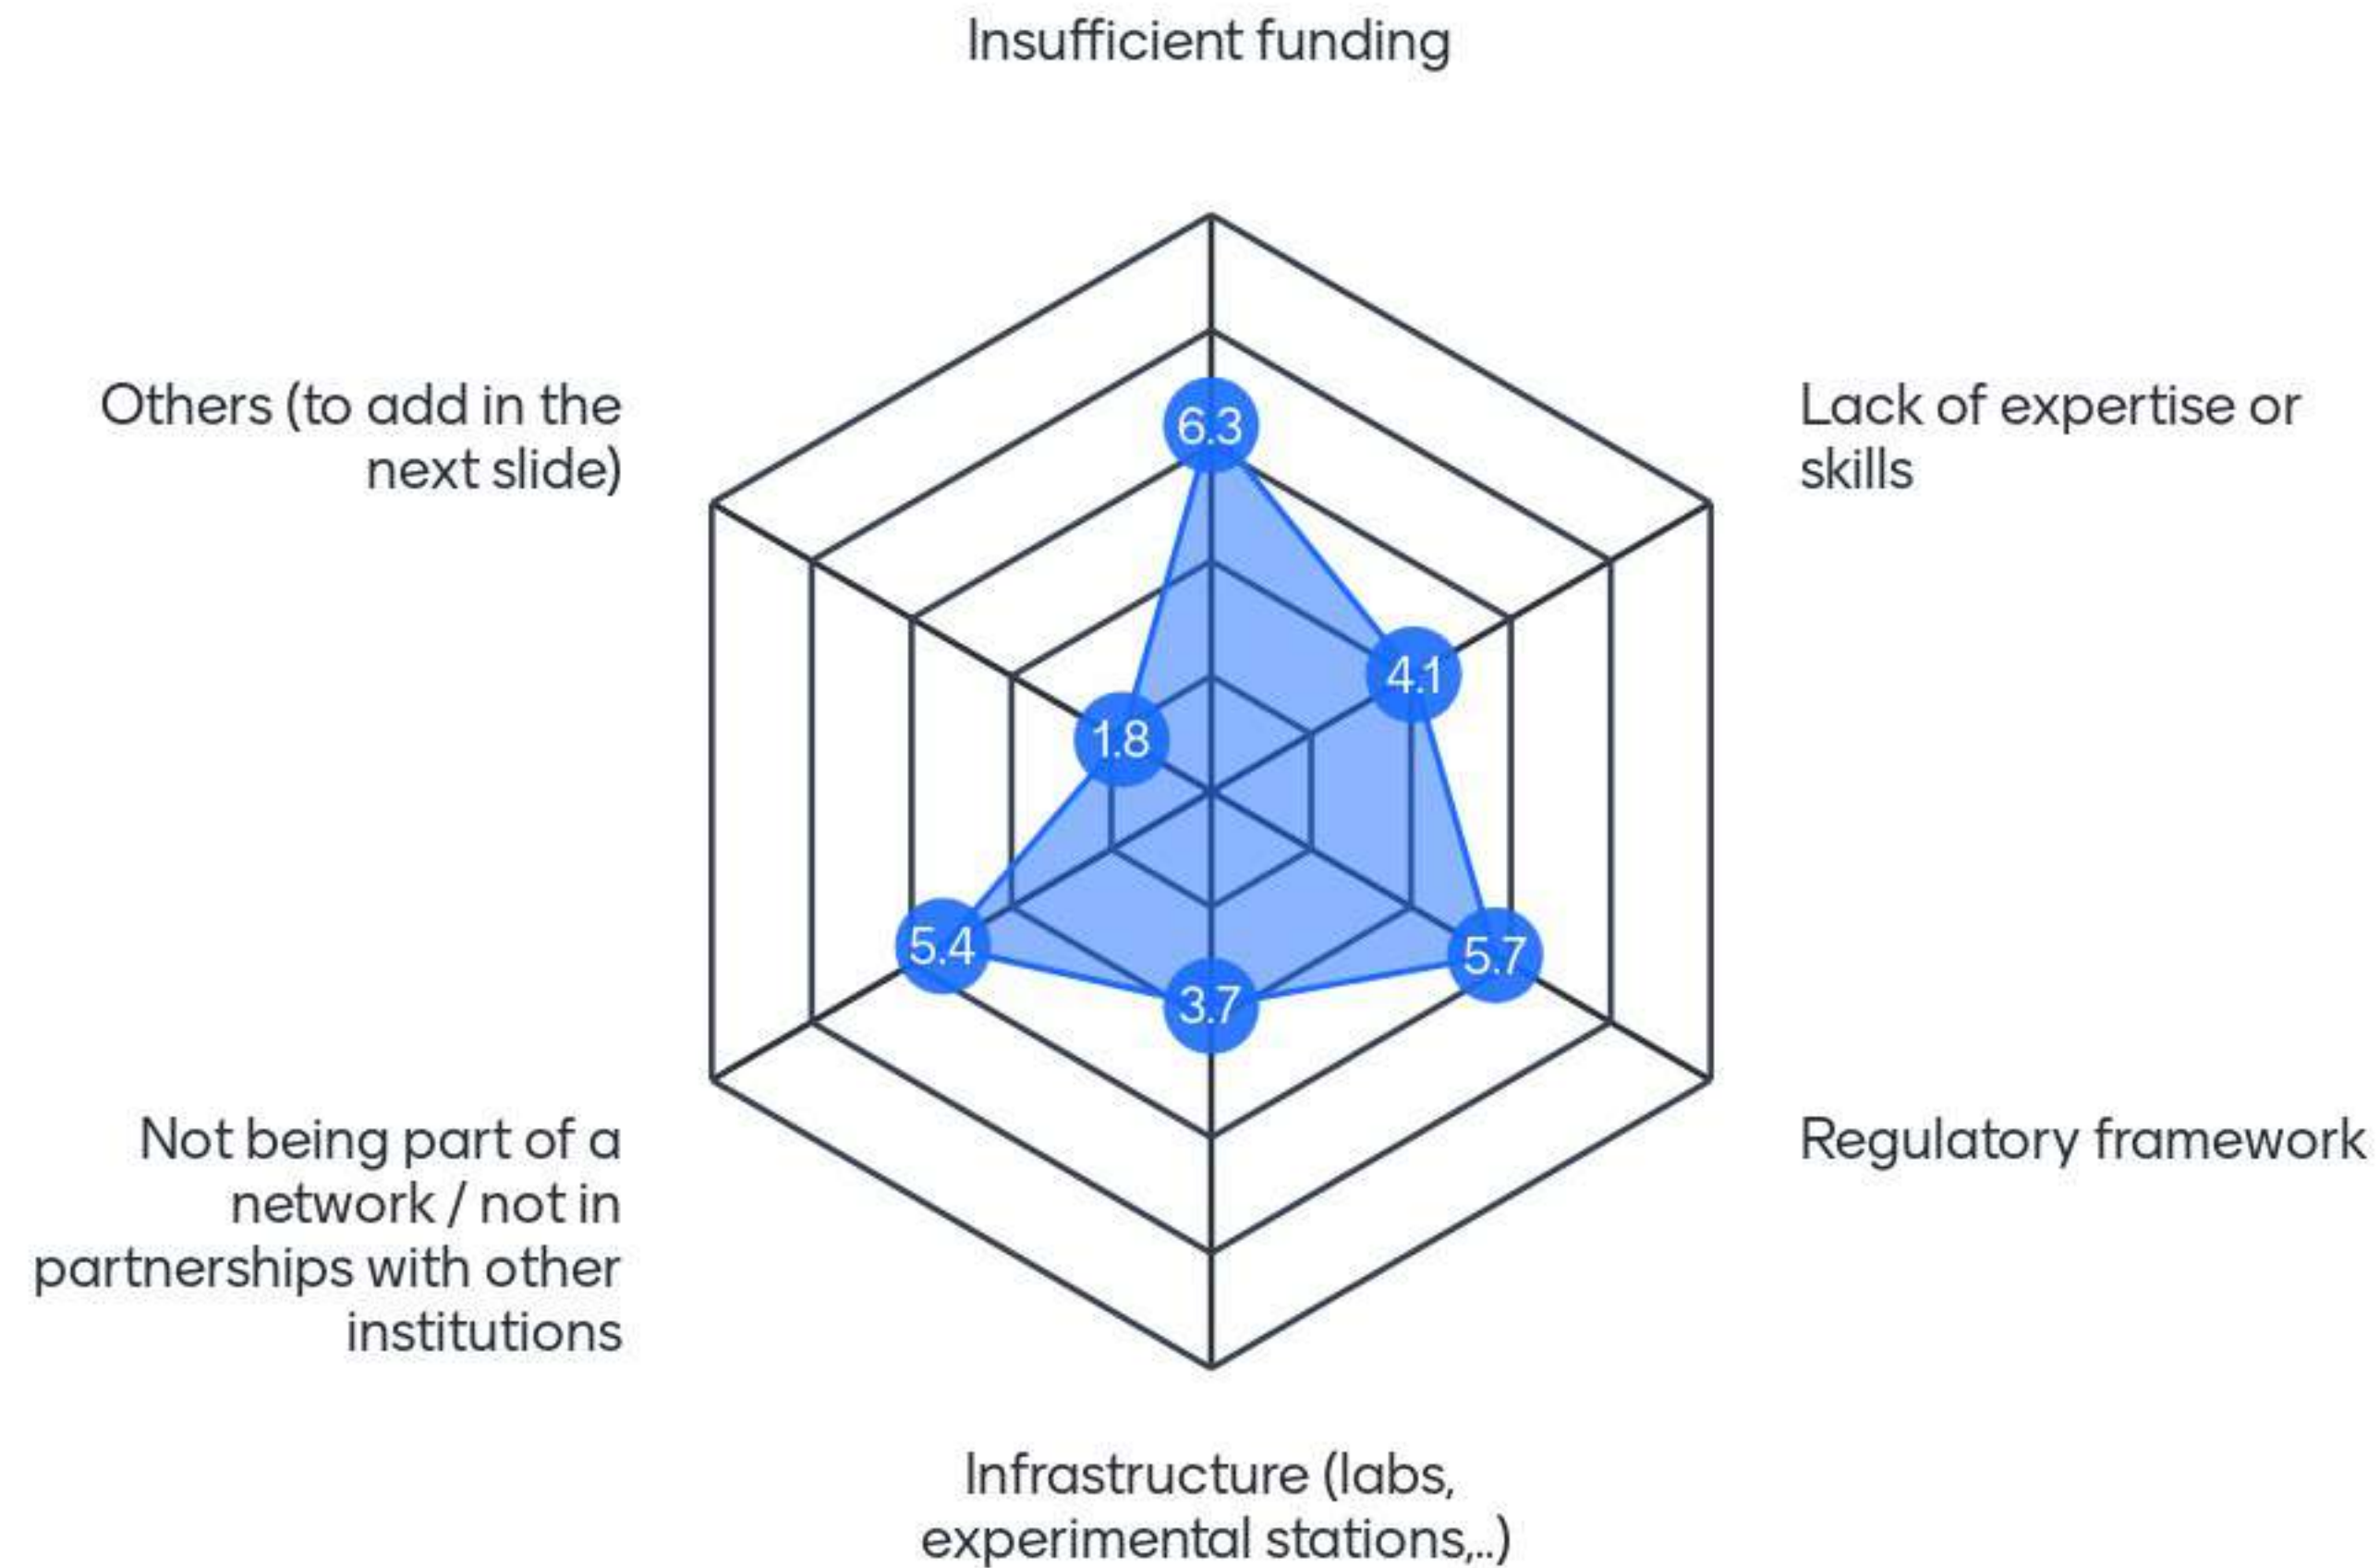 Insufficient funding
Others (to add in the
next slide)
Lack of expertise or
skills
6.3
4.1
1.8
5.4
5.7
3.7
Not being part of a
network / not in
partnerships with other
institutions
Regulatory framework
Infrastructure (labs,
experimental stations,..)